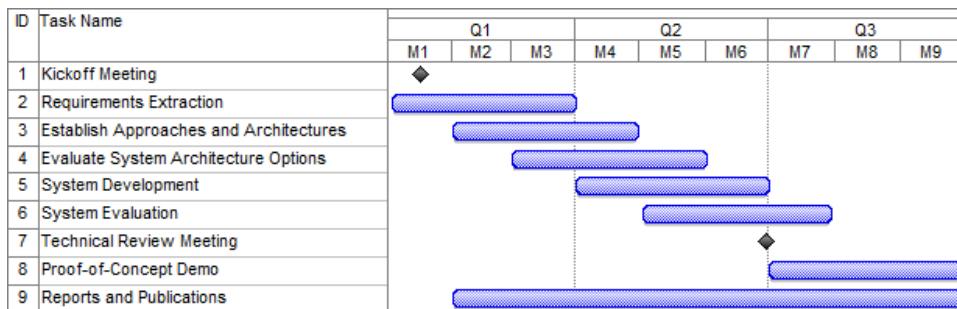 ID Task Name
Q1 Q2 Q3
M1 M2 M3 M4 M5 M6 M7 M8 M9
1 Kickoff Meeting
2 Requirements Extraction
3 Establish Approaches and Architectures
4 Evaluate System Architecture Options
5 System Development
6 System Evaluation
7 Technical Review Meeting
8 Proof-of-Concept Demo
9 Reports and Publications